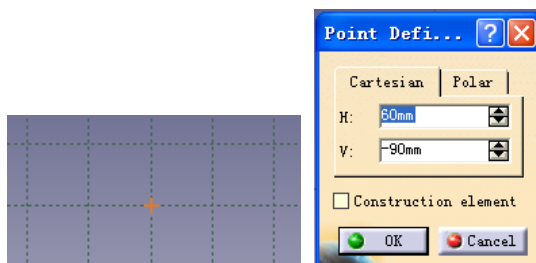 Point Defi... ?
Cartesian Polar
H: 60mm
V: -90mm
Construction element
OK Cancel